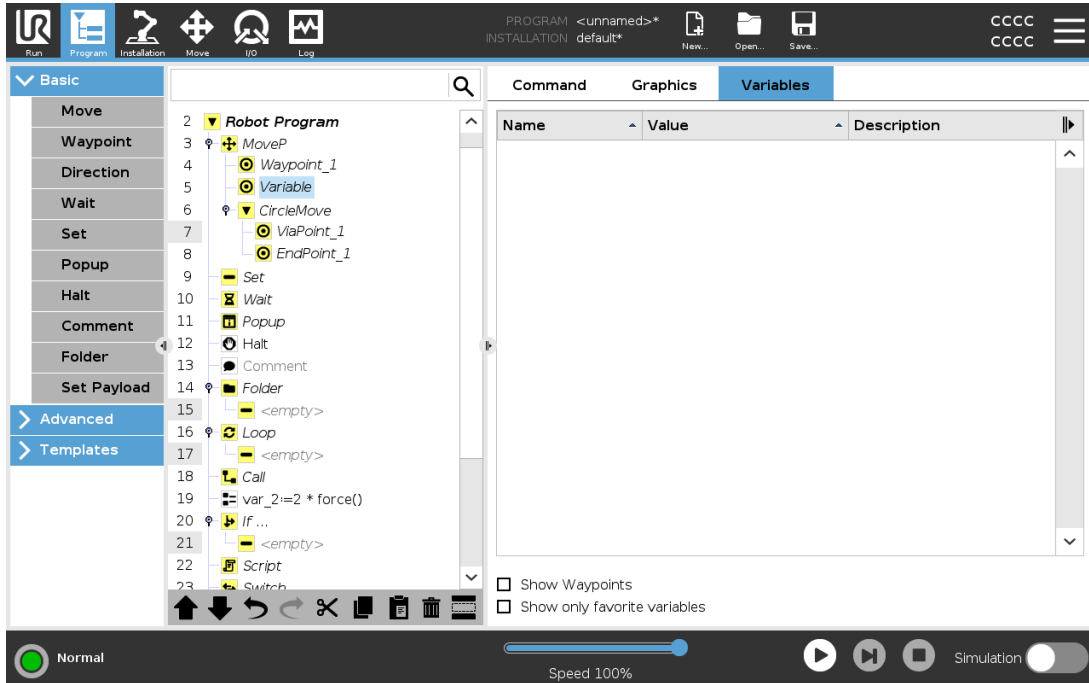 PROGRAM <unnamed>*
INSTALLATION default*
CCCC
CCCC
Run
Program
Installation
Move
I/O
Log
New...
Open...
Save...
Basic
Move
Waypoint
Direction
Wait
Set
Popup
Halt
Comment
Folder
Set Payload
Advanced
Templates
2 Robot Program
3 MoveP
4 Waypoint_1
5 Variable
6 CircleMove
7 ViaPoint_1
8 EndPoint_1
9 Set
10 Wait
11 Popup
12 Halt
13 Comment
14 Folder
15 <empty>
16 Loop
17 <empty>
18 Call
19 var_2:=2 * force()
20 If ...
21 <empty>
22 Script
23 Switch
Command Graphics Variables
Name Value Description
Show Waypoints
Show only favorite variables
Normal
Speed 100%
Simulation